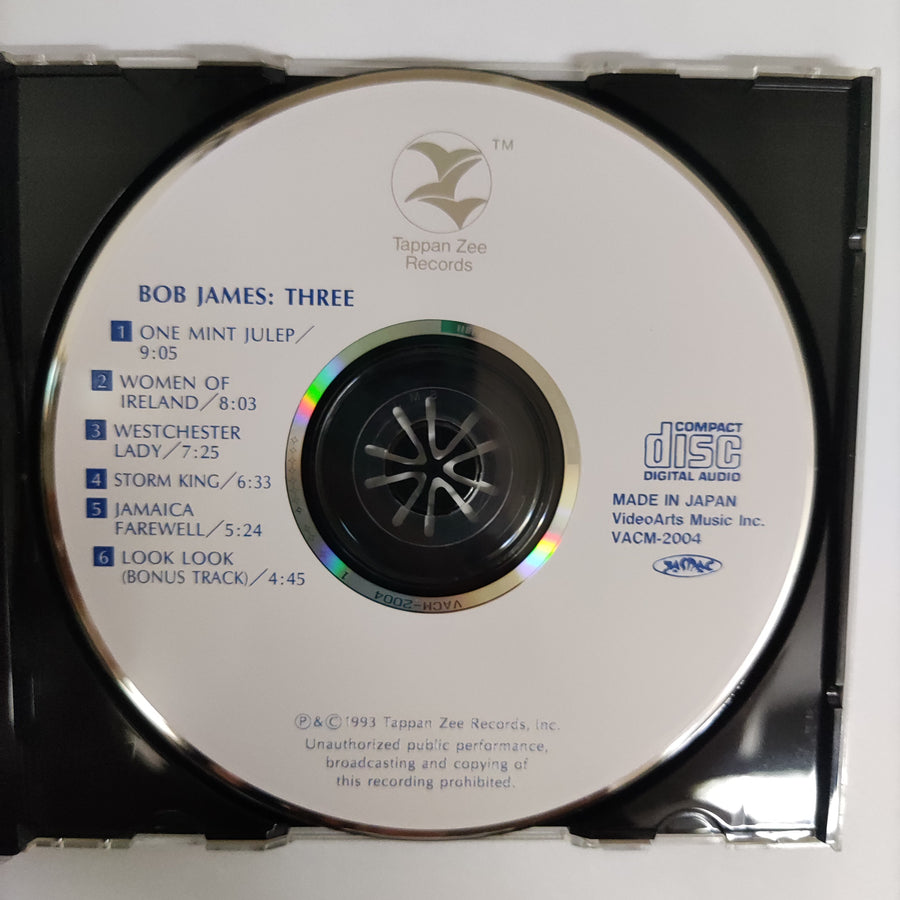 TM
Tappan Zee
Records
BOB JAMES: THREE
1 ONE MINT JULEP/
9:05
2 WOMEN OF
IRELAND/8:03
3 WESTCHESTER
LADY/7:25
4 STORM KING/6:33
5 JAMAICA
FAREWELL/5:24
6 LOOK LOOK
(BONUS TRACK)/4:45
COMPACT
disc
DIGITAL AUDIO
MADE IN JAPAN
VideoArts Music Inc.
VACM-2004
JASRAC
VACM-2004 1
Ⓟ&Ⓒ1993 Tappan Zee Records, Inc.
Unauthorized public performance,
broadcasting and copying of
this recording prohibited.